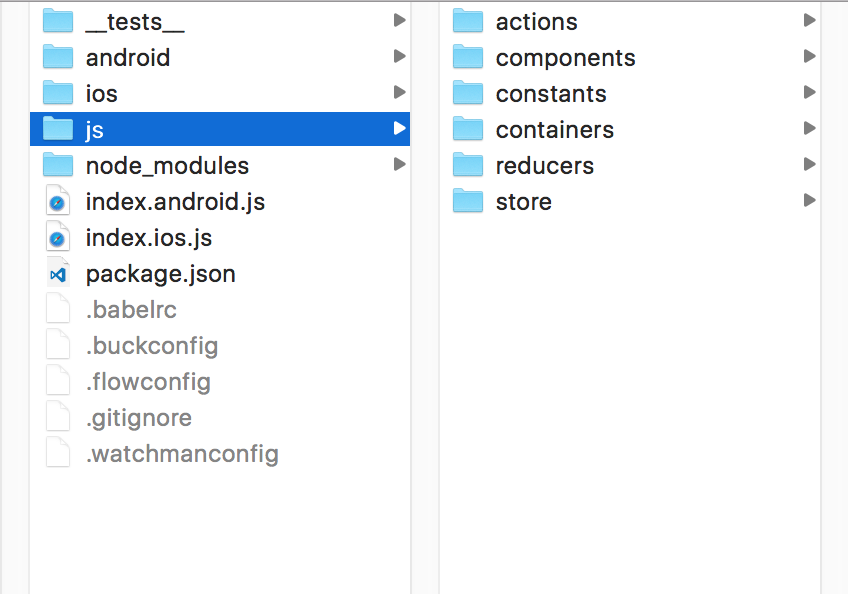 __tests__
android
ios
js
node_modules
index.android.js
index.ios.js
package.json
.babelrc
.buckconfig
.flowconfig
.gitignore
.watchmanconfig
actions
components
constants
containers
reducers
store